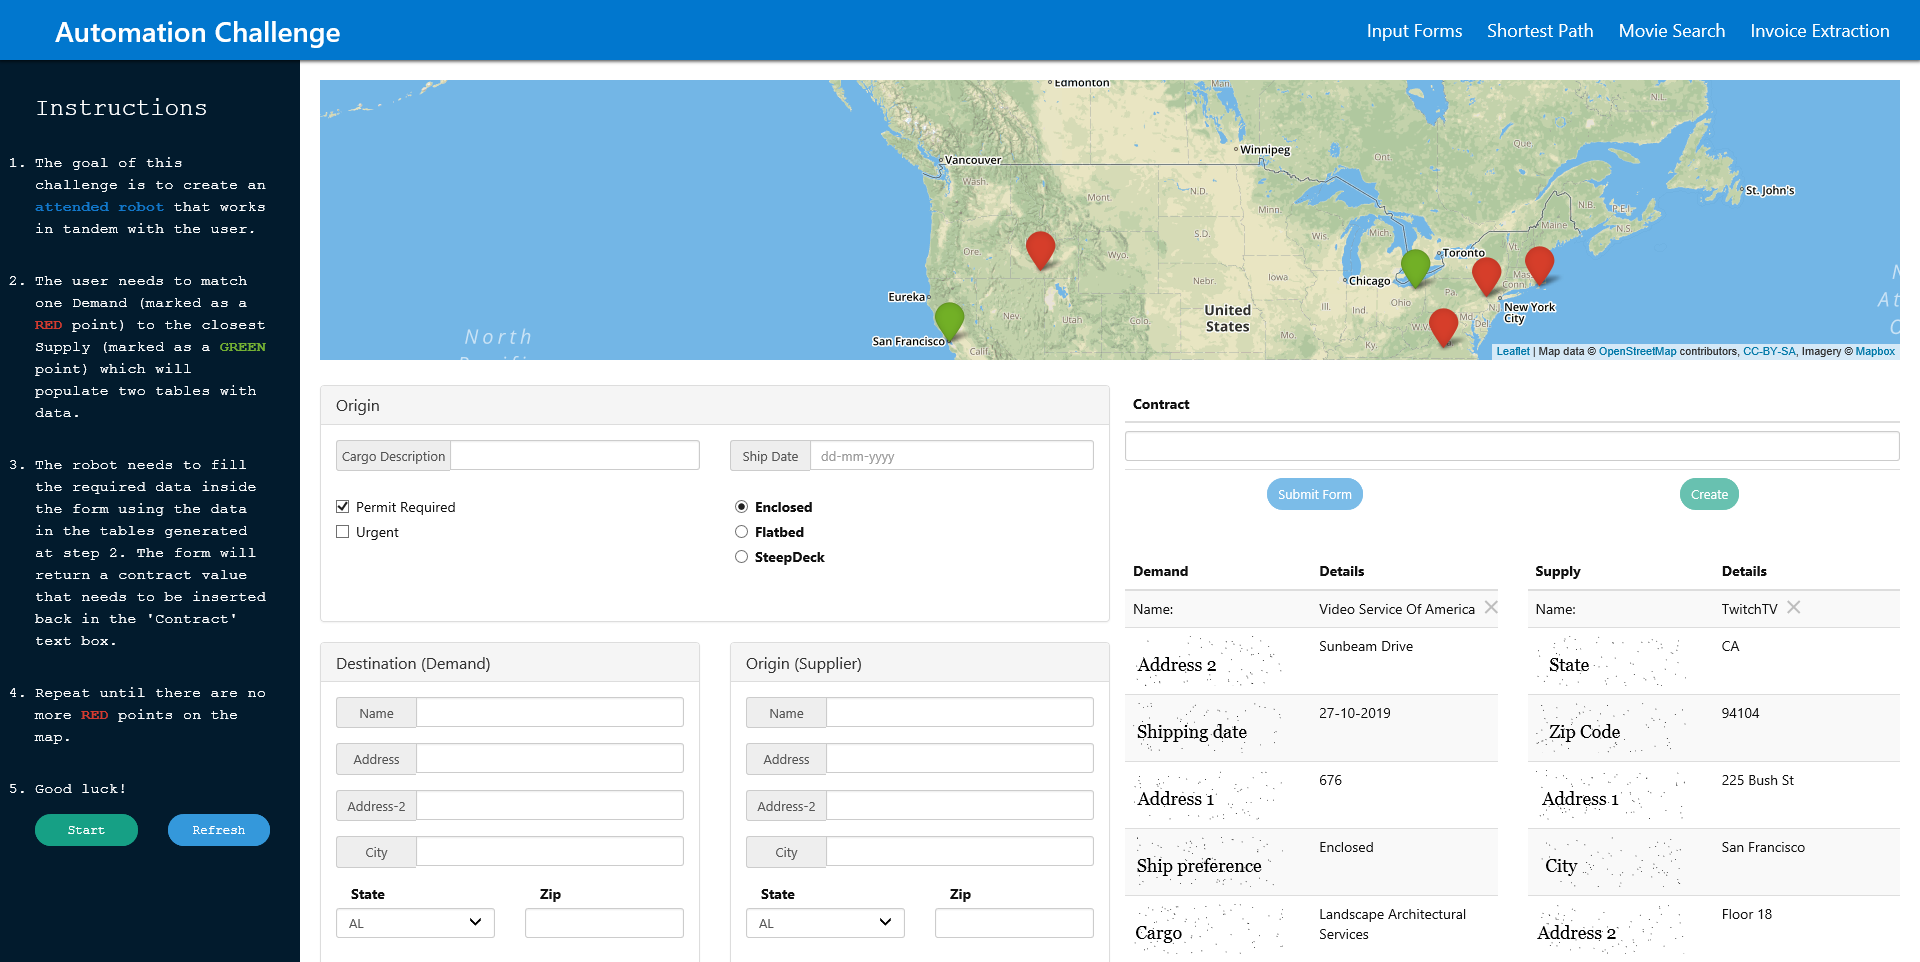 Automation Challenge
Input Forms
Shortest Path
Movie Search
Invoice Extraction
Instructions
1. The goal of this
challenge is to create an
attended robot that works
in tandem with the user.
2. The user needs to match
one Demand (marked as a
RED point) to the closest
Supply (marked as a GREEN
point) which will
populate two tables with
data.
3. The robot needs to fill
the required data inside
the form using the data
in the tables generated
at step 2. The form will
return a contract value
that needs to be inserted
back in the 'Contract'
text box.
4. Repeat until there are no
more RED points on the
map.
5. Good luck!
Start
Refresh
Edmonton
Man.
N.L.
Winnipeg
Ont.
Que.
Vancouver
Wash.
Mont.
N.D.
Minn.
St. John's
N.B.
P.E.I.
N.S.
Maine
Ore.
S.D.
Wis.
Mich.
Vt.
Toronto
Wyo.
Mass.
Conn.
Iowa
Chicago
Pa.
Nebr.
Eureka
Ohio
N.J.
New York
City
Nev.
Utah
Colo.
United
States
Ill.
Ind.
W.V.
Md.
Del.
North
San Francisco
Calif.
Mo.
Leaflet | Map data © OpenStreetMap contributors, CC-BY-SA, Imagery © Mapbox
Origin
Cargo Description
Ship Date
dd-mm-yyyy
Permit Required
Urgent
Enclosed
Flatbed
SteepDeck
Destination (Demand)
Name
Address
Address-2
City
State
Zip
AL
Origin (Supplier)
Name
Address
Address-2
City
State
Zip
AL
Contract
Submit Form
Create
Demand Details
Name: Video Service Of America ×
Address 2 Sunbeam Drive
Shipping date 27-10-2019
Address 1 676
Ship preference Enclosed
Cargo Landscape Architectural
Services
Supply Details
Name: TwitchTV ×
State CA
Zip Code 94104
Address 1 225 Bush St
City San Francisco
Address 2 Floor 18